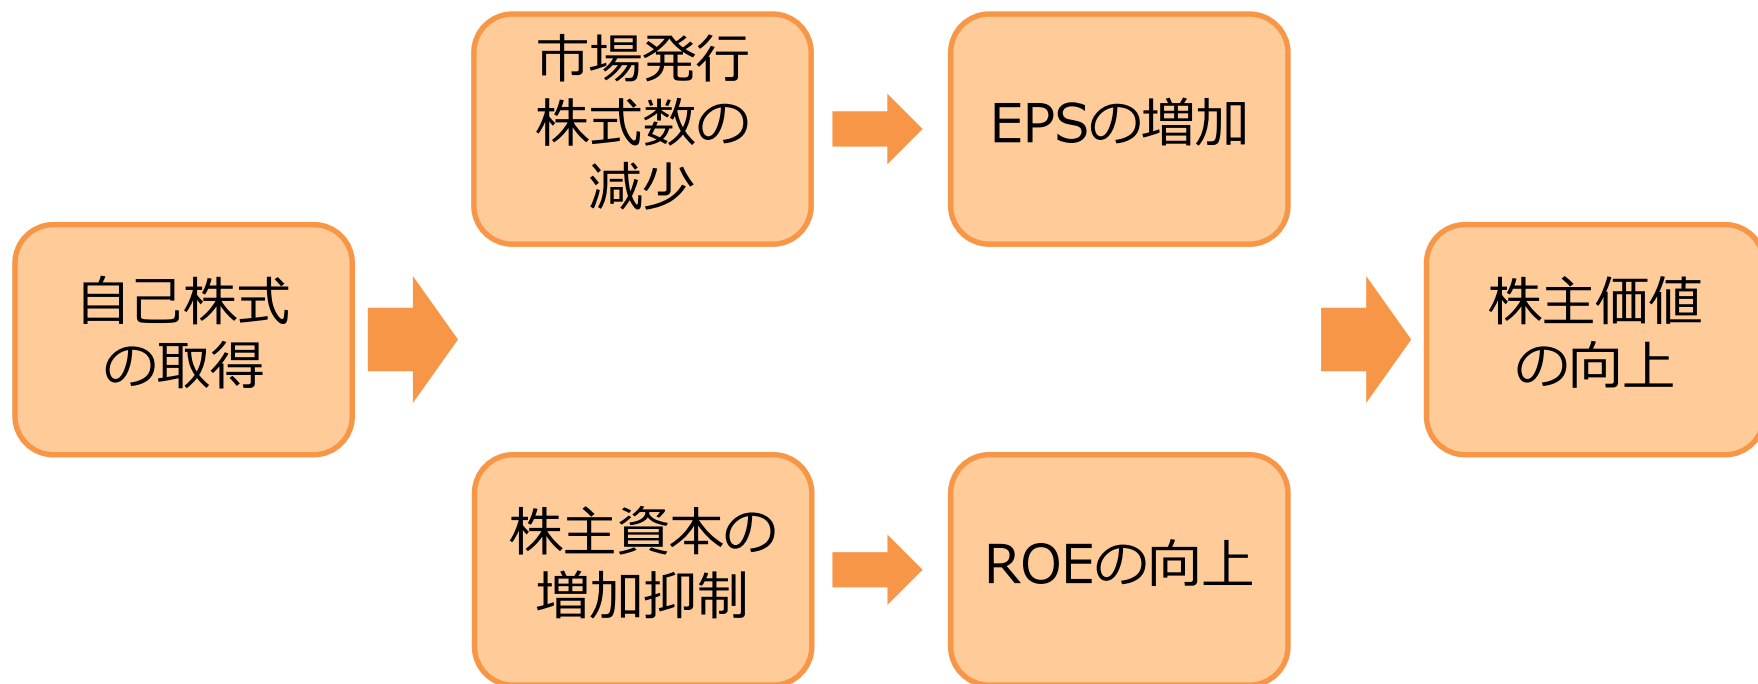 自己株式
の取得
市場発行
株式数の
減少
EPSの増加
株主資本の
増加抑制
ROEの向上
株主価値
の向上